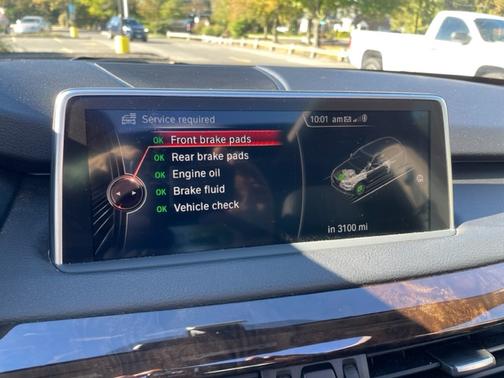 Service required
10:01 am
OK Front brake pads
OK Rear brake pads
OK Engine oil
OK Brake fluid
OK Vehicle check
in 3100 mi